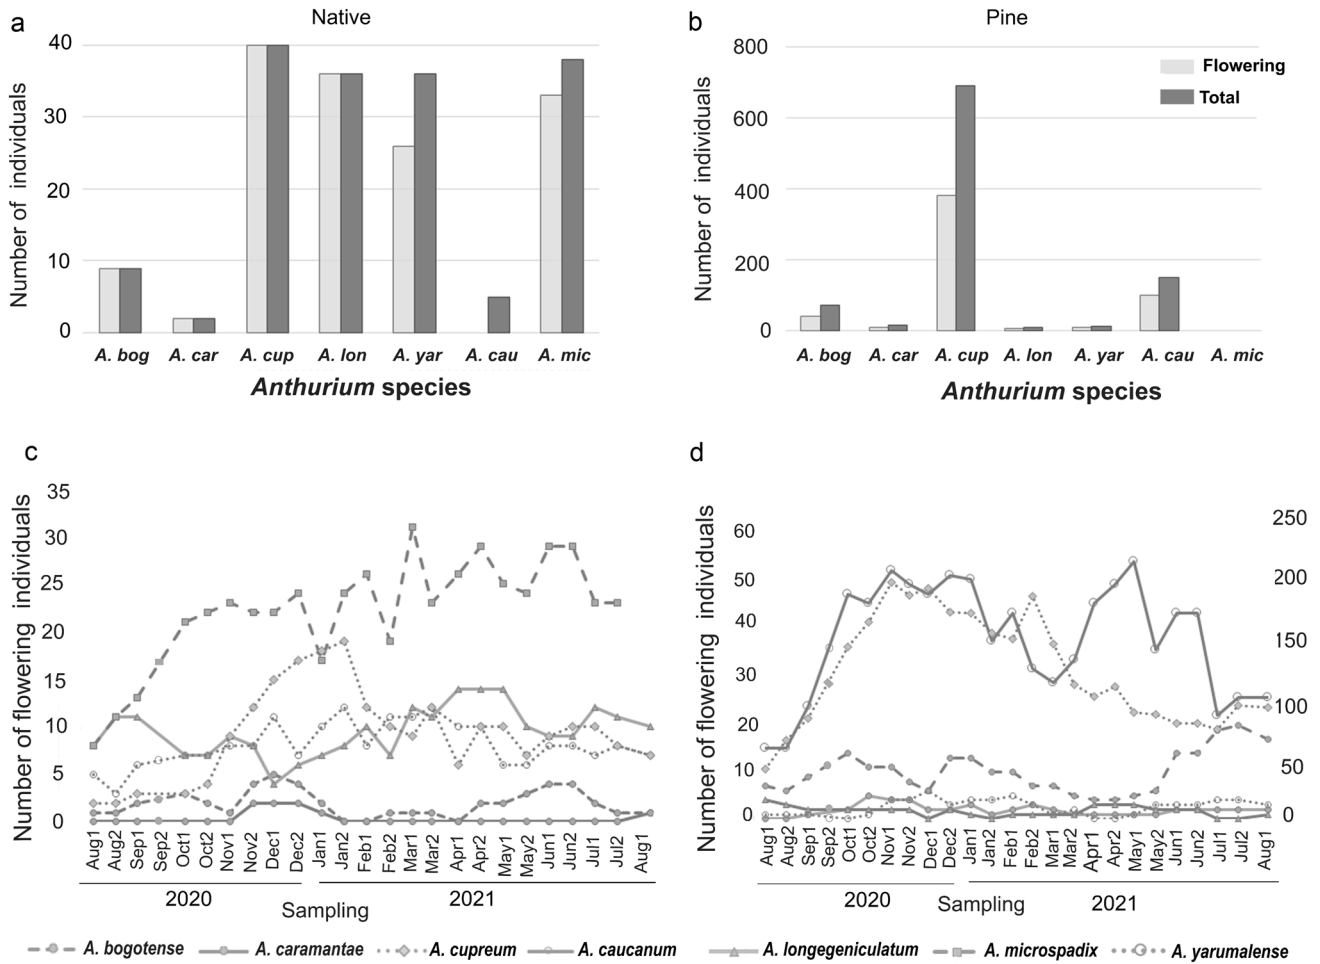 a
Native
Number of individuals
40
30
20
10
0
A. bog A. car A. cup A. lon A. yar A. cau A. mic
Anthurium species
b
Pine
Number of individuals
800
600
400
200
0
Flowering
Total
A. bog A. car A. cup A. lon A. yar A. cau A. mic
Anthurium species
c
Number of flowering individuals
35
30
25
20
15
10
5
0
Aug1 Aug2 Sep1 Sep2 Oct1 Oct2 Nov1 Nov2 Dec1 Dec2 Jan1 Jan2 Feb1 Feb2 Mar1 Mar2 Apr1 Apr2 May1 May2 Jun1 Jun2 Jul1 Jul2 Aug1
2020 2021
Sampling
d
Number of flowering individuals
60
50
40
30
20
10
0
250
200
150
100
50
0
Aug1 Aug2 Sep1 Sep2 Oct1 Oct2 Nov1 Nov2 Dec1 Dec2 Jan1 Jan2 Feb1 Feb2 Mar1 Mar2 Apr1 Apr2 May1 May2 Jun1 Jun2 Jul1 Jul2 Aug1
2020 Sampling 2021
A. bogotense A. caramantae A. cupreum A. caucanum A. longegeniculatum A. microspadix A. yarumalense